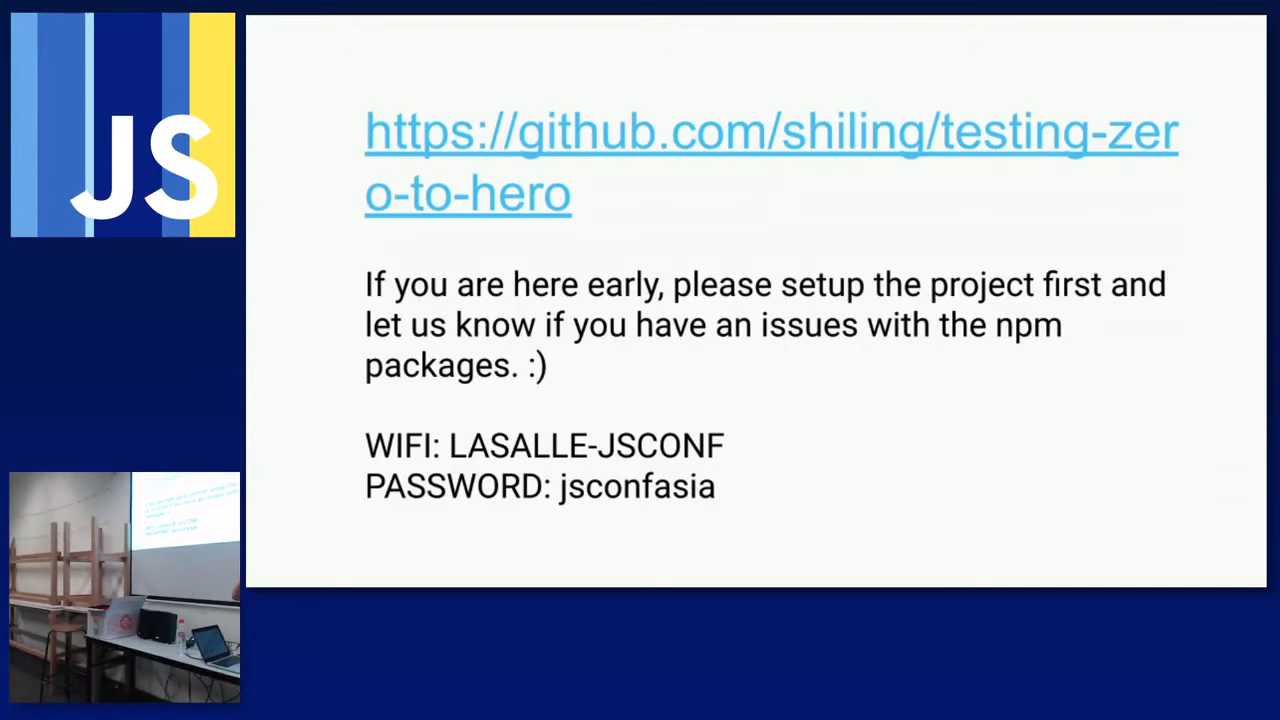 JS
https://github.com/shiling/testing-zer
o-to-hero
If you are here early, please setup the project first and
let us know if you have an issues with the npm
packages. :)
WIFI: LASALLE-JSCONF
PASSWORD: jsconfasia